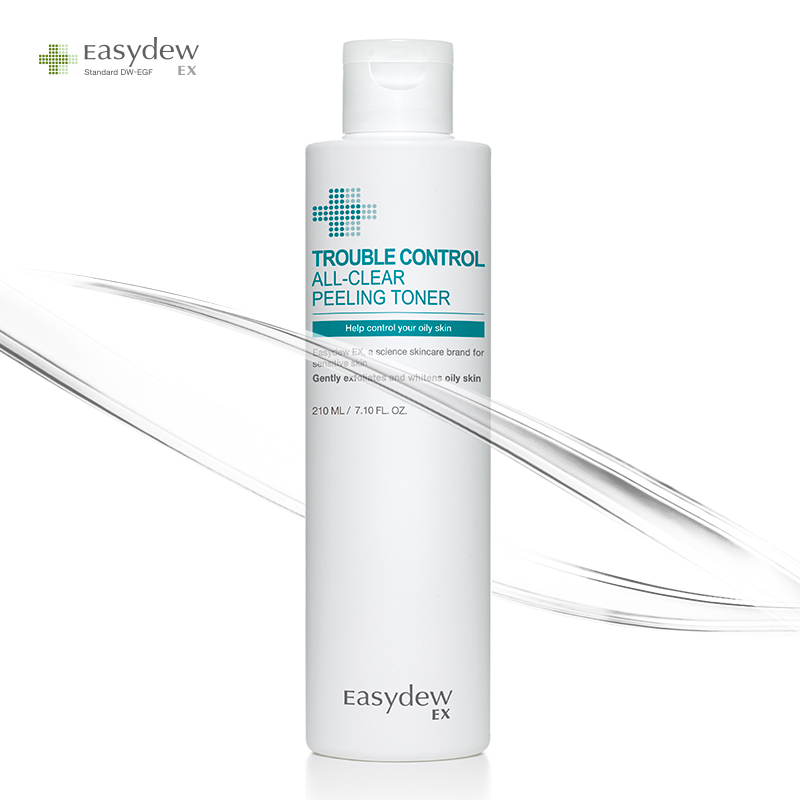 Easydew
EX
Standard DW-EGF
TROUBLE CONTROL
ALL-CLEAR
PEELING TONER
Help control your oily skin
Easydew EX, a science skincare brand for
sensitive skin
Gently exfoliates and whitens oily skin
210 ML / 7.10 FL. OZ.
Easydew
EX